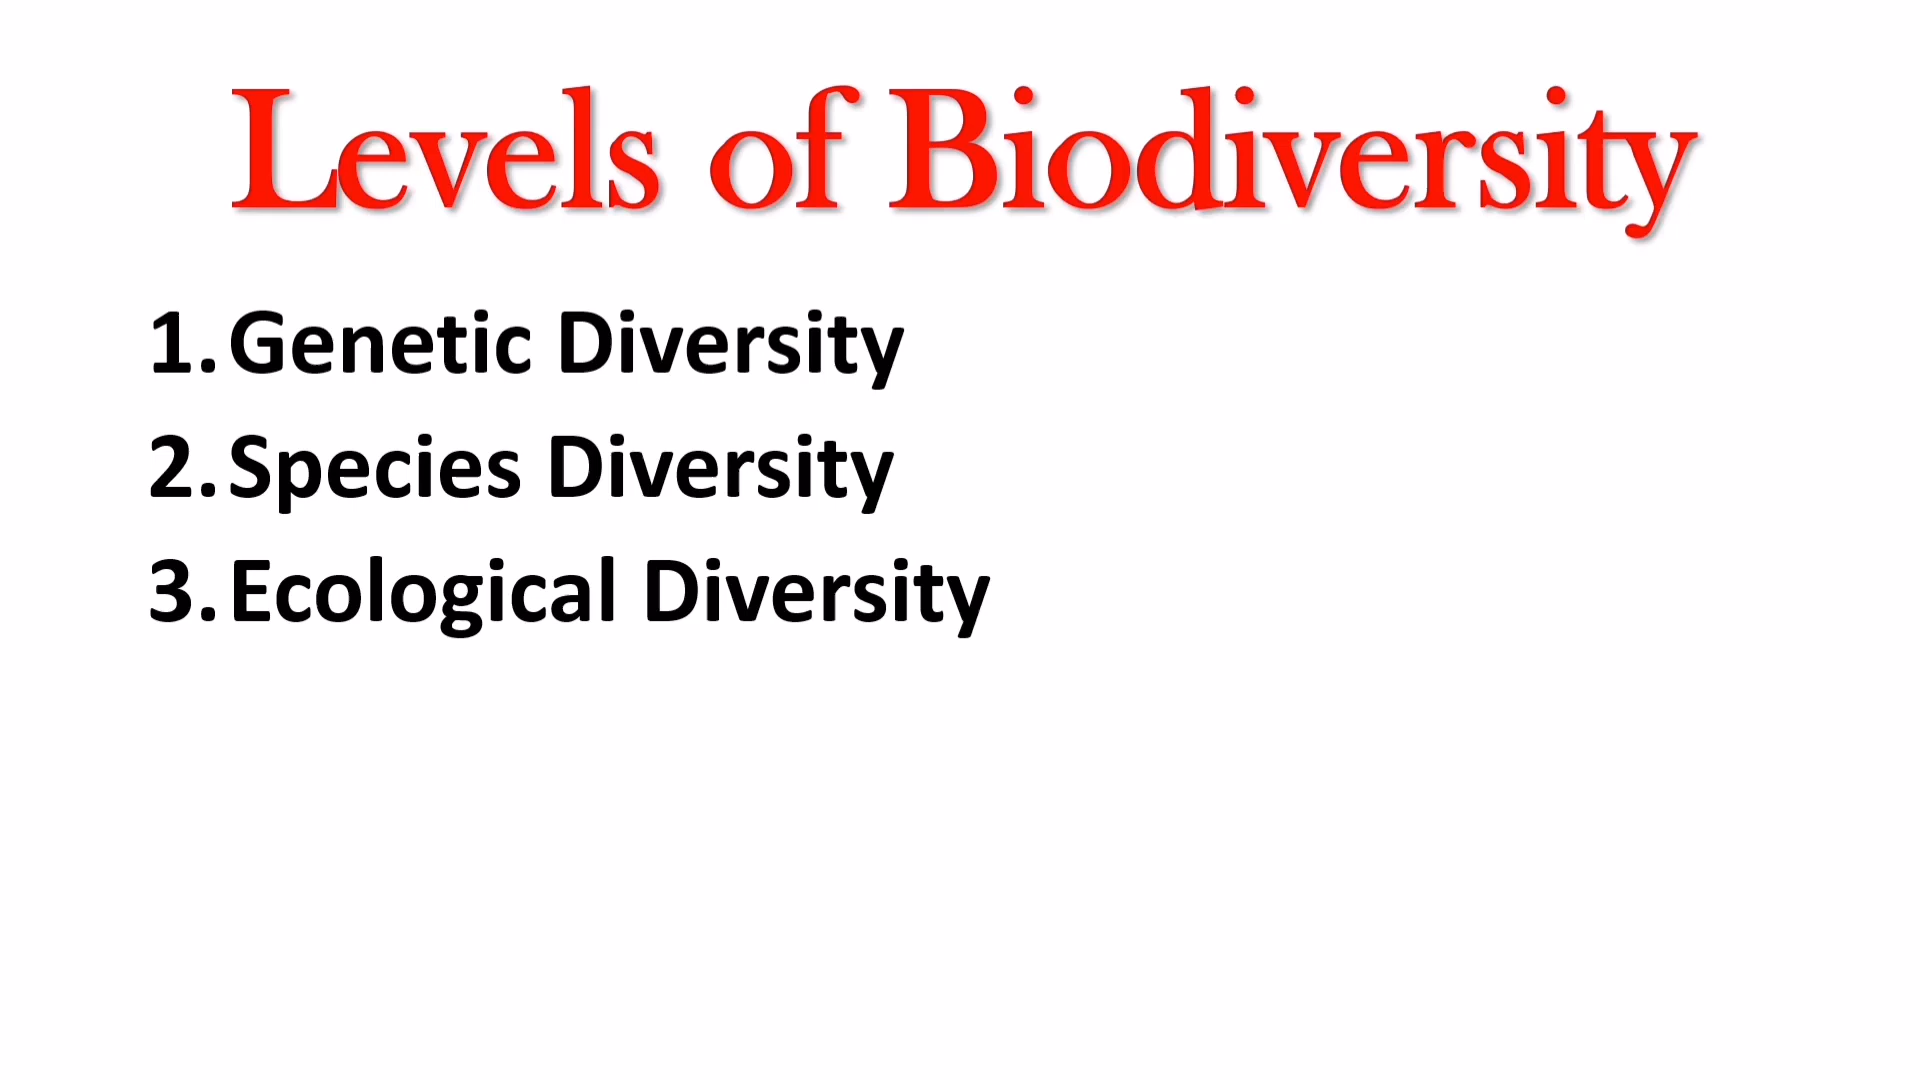 Levels of Biodiversity
1. Genetic Diversity
2. Species Diversity
3. Ecological Diversity